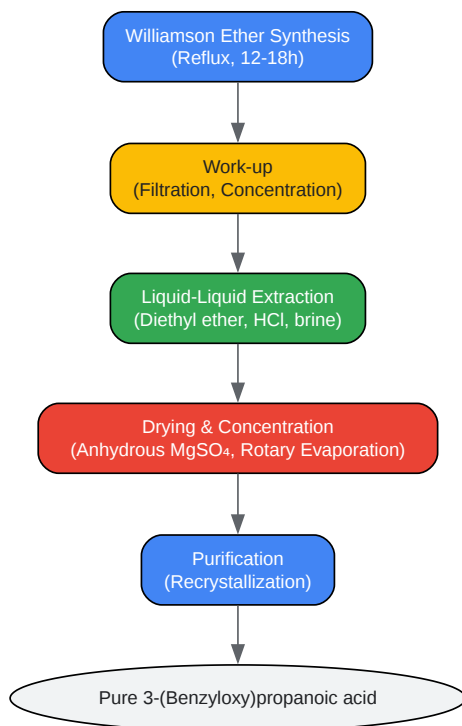 Williamson Ether Synthesis
(Reflux, 12-18h)
Work-up
(Filtration, Concentration)
Liquid-Liquid Extraction
(Diethyl ether, HCl, brine)
Drying & Concentration
(Anhydrous MgSO₄, Rotary Evaporation)
Purification
(Recrystallization)
Pure 3-(Benzyloxy)propanoic acid